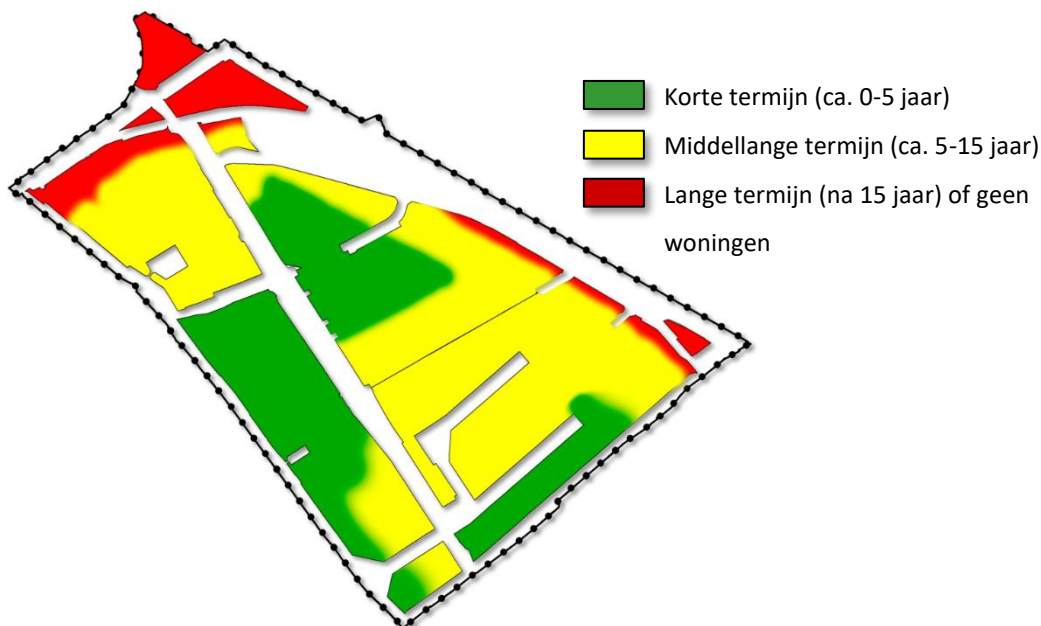 Korte termijn (ca. 0-5 jaar)
Middellange termijn (ca. 5-15 jaar)
Lange termijn (na 15 jaar) of geen
woningen